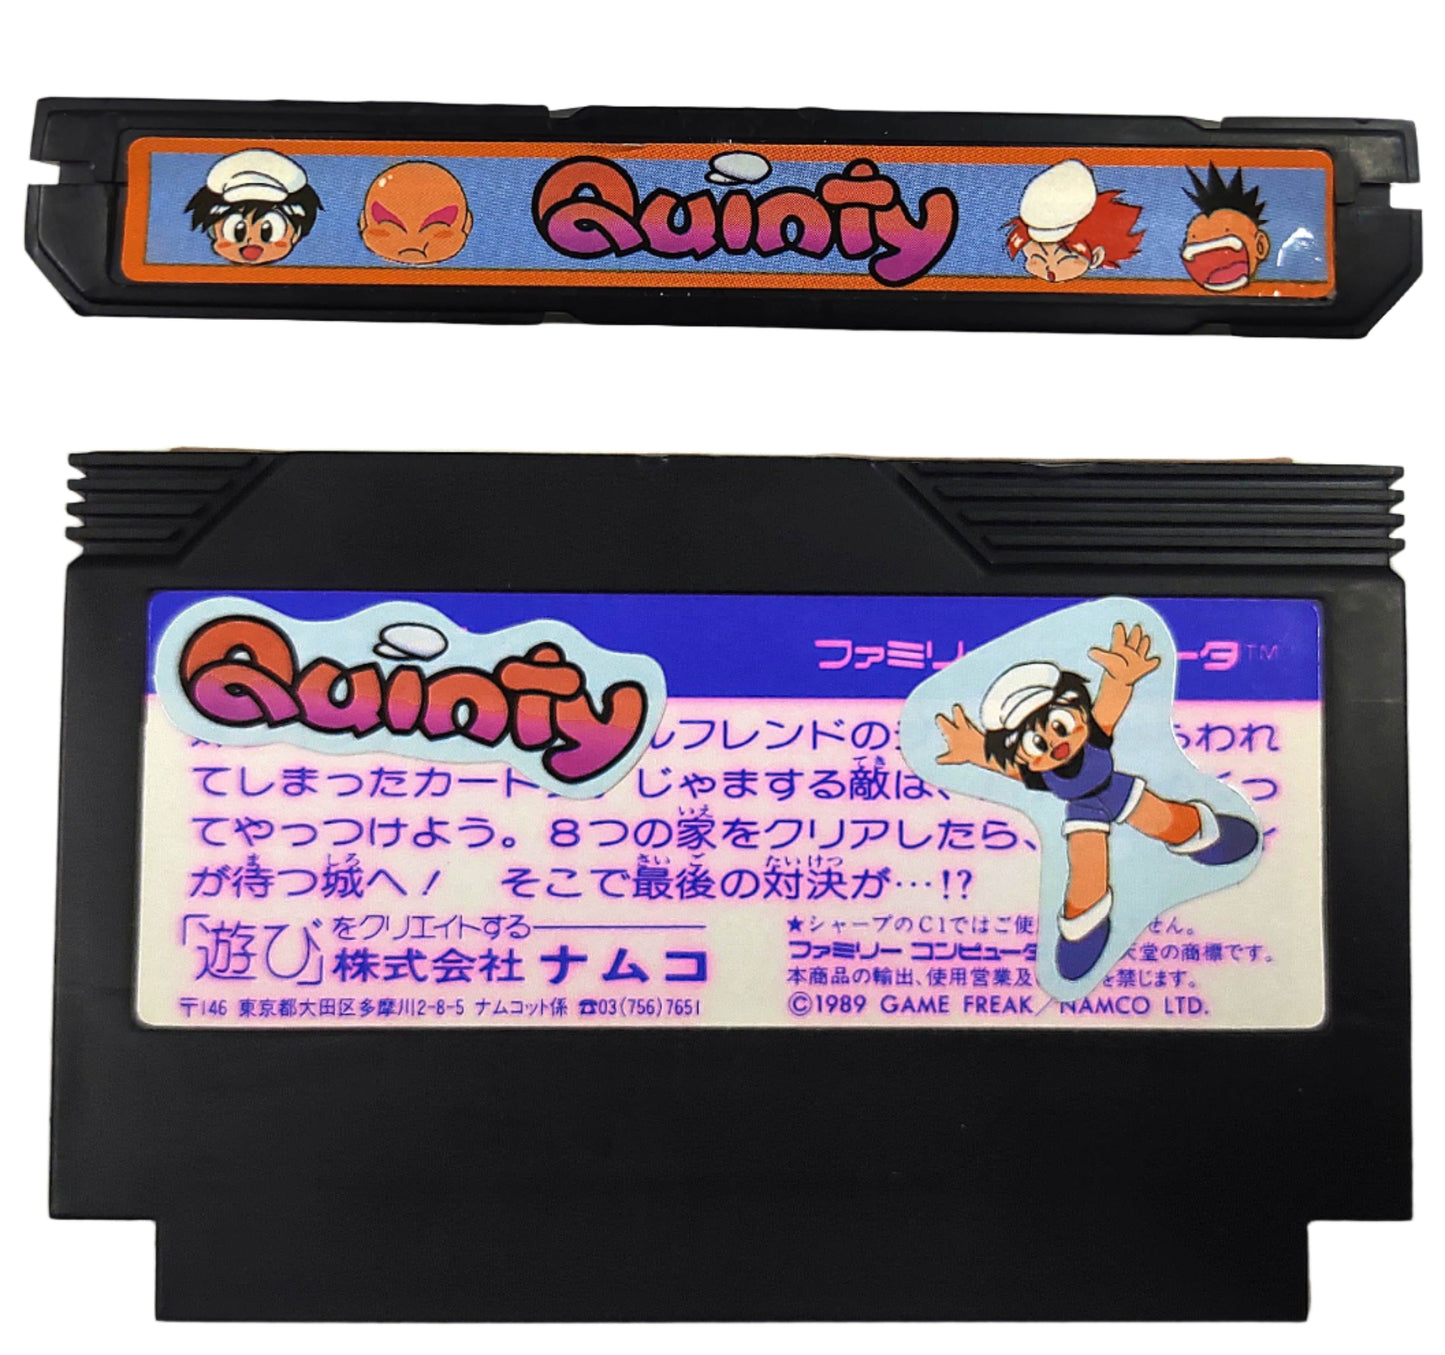 Quinty
Quinty
ファミリ ータ™
ルフレンドの われ
てしまったカート じゃまする敵は、 っ
てやっつけよう。8つの家をクリアしたら、
が待つ城へ! そこで最後の対決が…!?
「遊び」をクリエイトする
株式会社ナムコ
〒146 東京都大田区多摩川2-8-5 ナムコット係 ☎03(756)7651
★シャープのC1ではご使 せん。
ファミリーコンピュータ 天堂の商標です。
本商品の輸出、使用営業及 を禁じます。
©1989 GAME FREAK/NAMCO LTD.